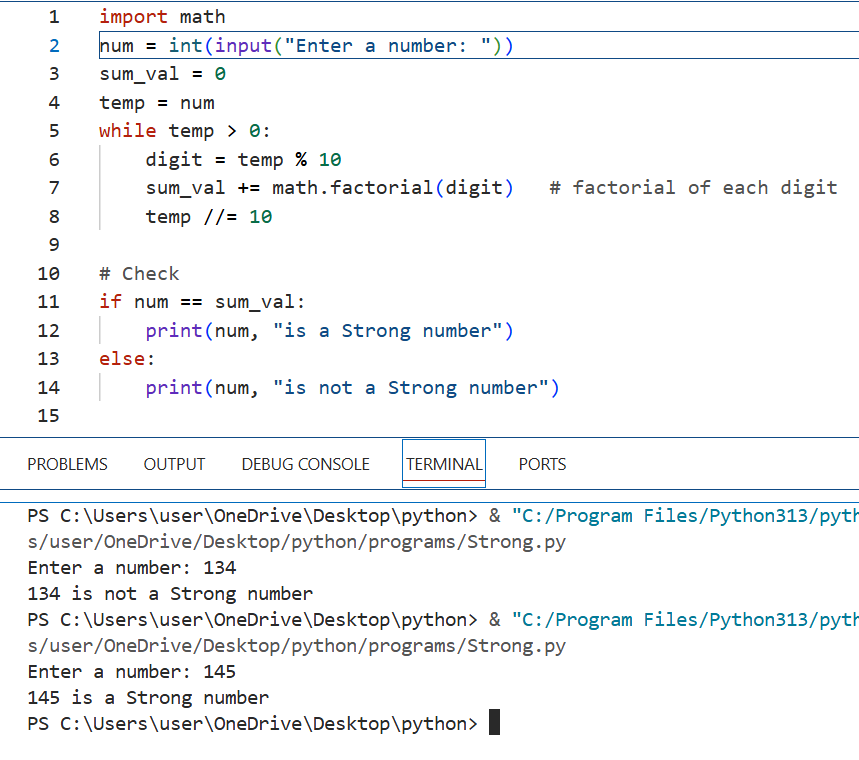 1 import math
2 num = int(input("Enter a number: "))
3 sum_val = 0
4 temp = num
5 while temp > 0:
6     digit = temp % 10
7     sum_val += math.factorial(digit)   # factorial of each digit
8     temp //= 10
9
10 # Check
11 if num == sum_val:
12     print(num, "is a Strong number")
13 else:
14     print(num, "is not a Strong number")
15
PROBLEMS OUTPUT DEBUG CONSOLE TERMINAL PORTS
PS C:\Users\user\OneDrive\Desktop\python> & "C:/Program Files/Python313/pyth
s/user/OneDrive/Desktop/python/programs/Strong.py
Enter a number: 134
134 is not a Strong number
PS C:\Users\user\OneDrive\Desktop\python> & "C:/Program Files/Python313/pyth
s/user/OneDrive/Desktop/python/programs/Strong.py
Enter a number: 145
145 is a Strong number
PS C:\Users\user\OneDrive\Desktop\python>